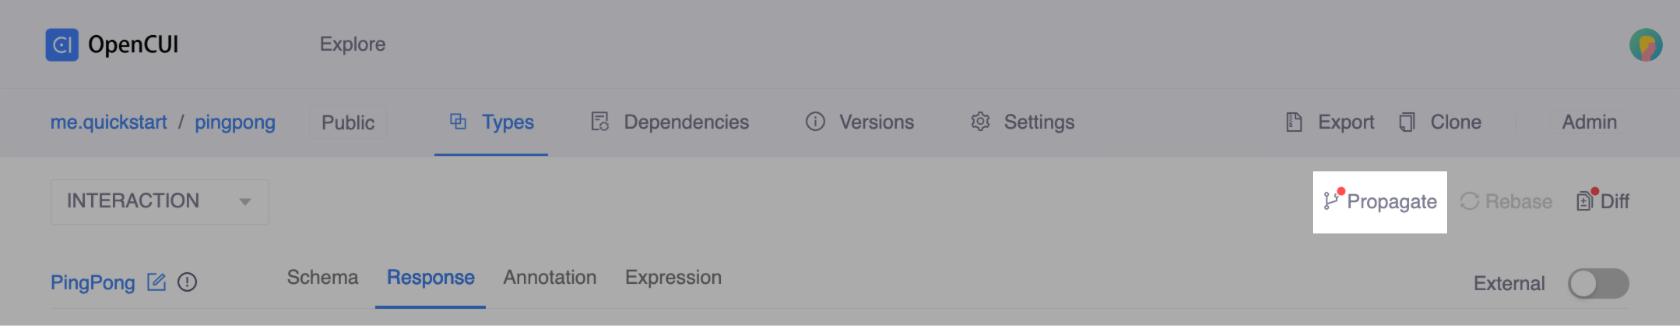 OpenCUI Explore
me.quickstart / pingpong Public Types Dependencies Versions Settings Export Clone Admin
INTERACTION Propagate Rebase Diff
PingPong Schema Response Annotation Expression External